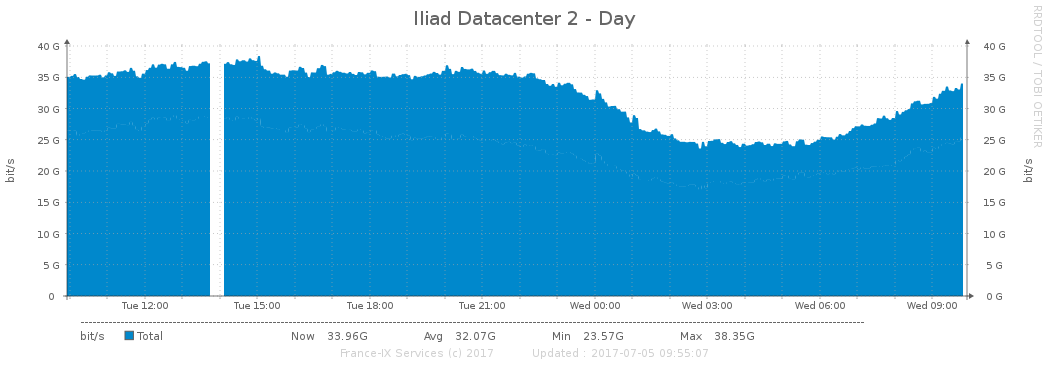 Iliad Datacenter 2 - Day
RRDTOOL / TOBI OETIKER
bit/s
40 G
35 G
30 G
25 G
20 G
15 G
10 G
5 G
0
40 G
35 G
30 G
25 G
20 G
15 G
10 G
5 G
0 G
bit/s
Tue 12:00 Tue 15:00 Tue 18:00 Tue 21:00 Wed 00:00 Wed 03:00 Wed 06:00 Wed 09:00
bit/s Total Now 33.96G Avg 32.07G Min 23.57G Max 38.35G
France-IX Services (c) 2017 Updated : 2017-07-05 09:55:07